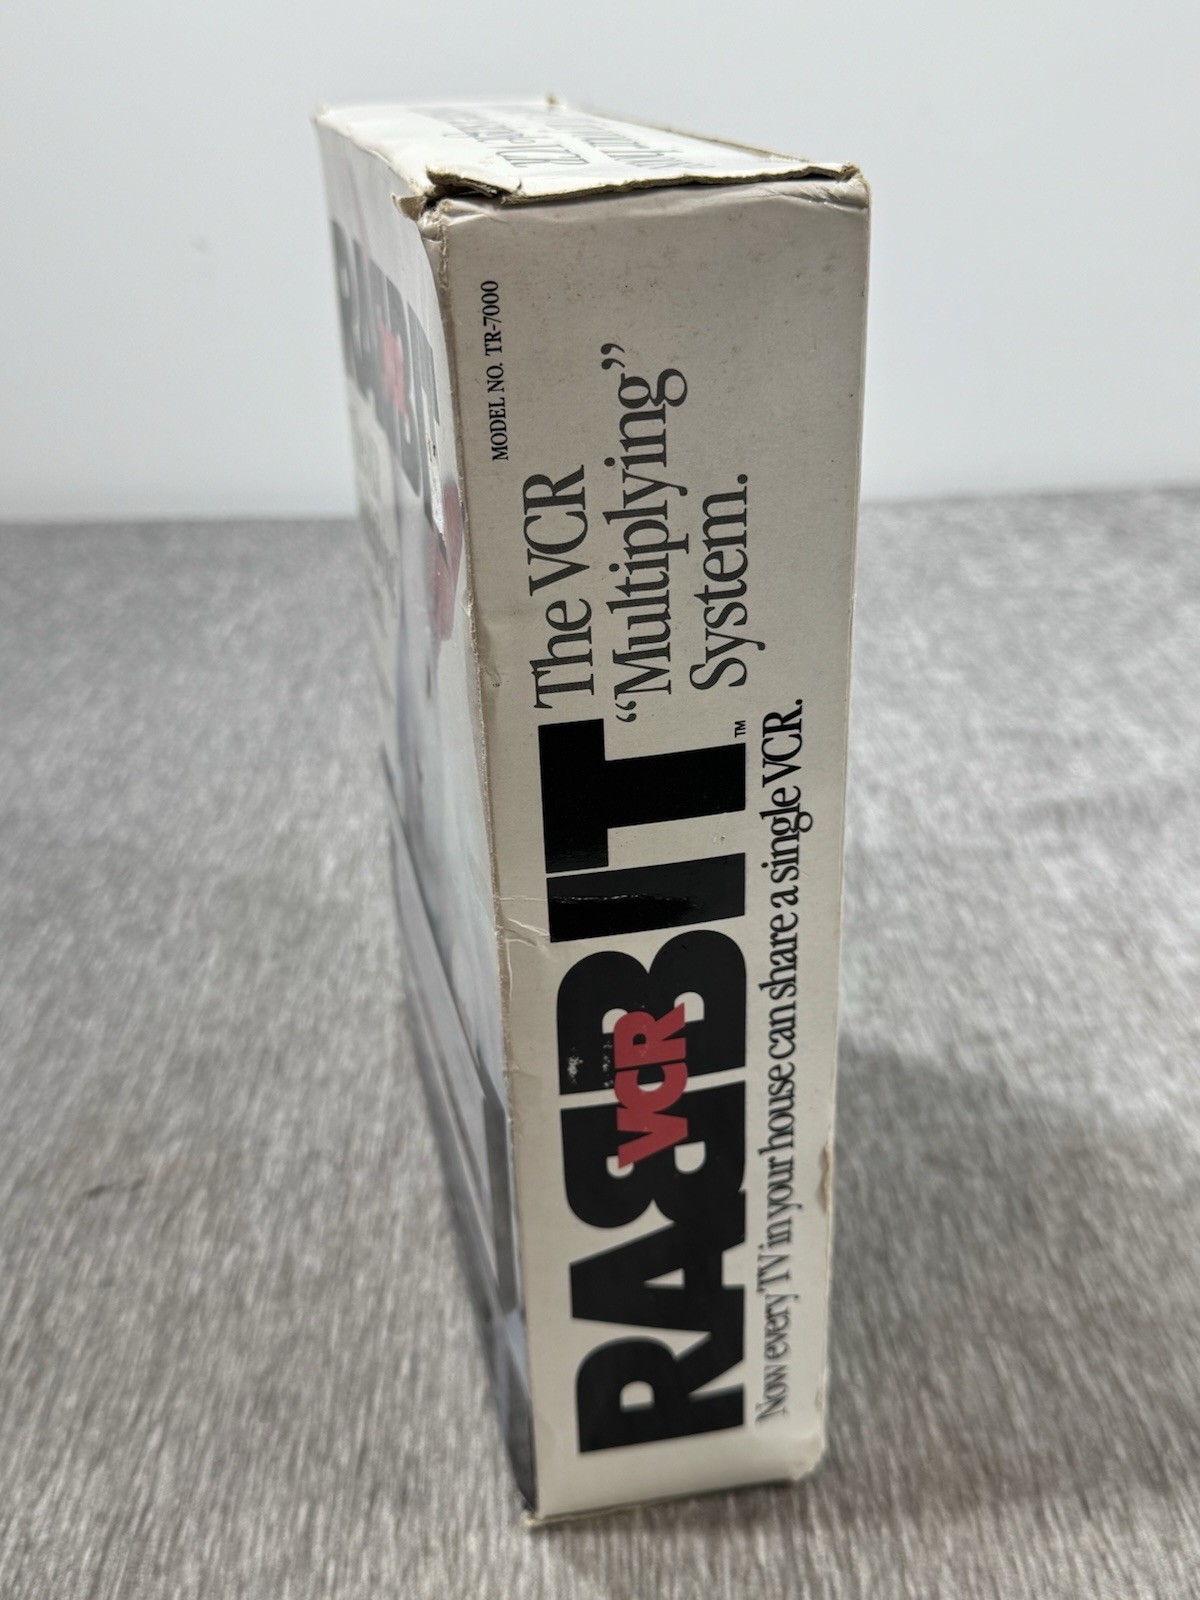 MODEL NO. TR-7000
The VCR
"Multiplying"
System.
RABBIT™
VCR
Now every TV in your house can share a single VCR.
RABBIT